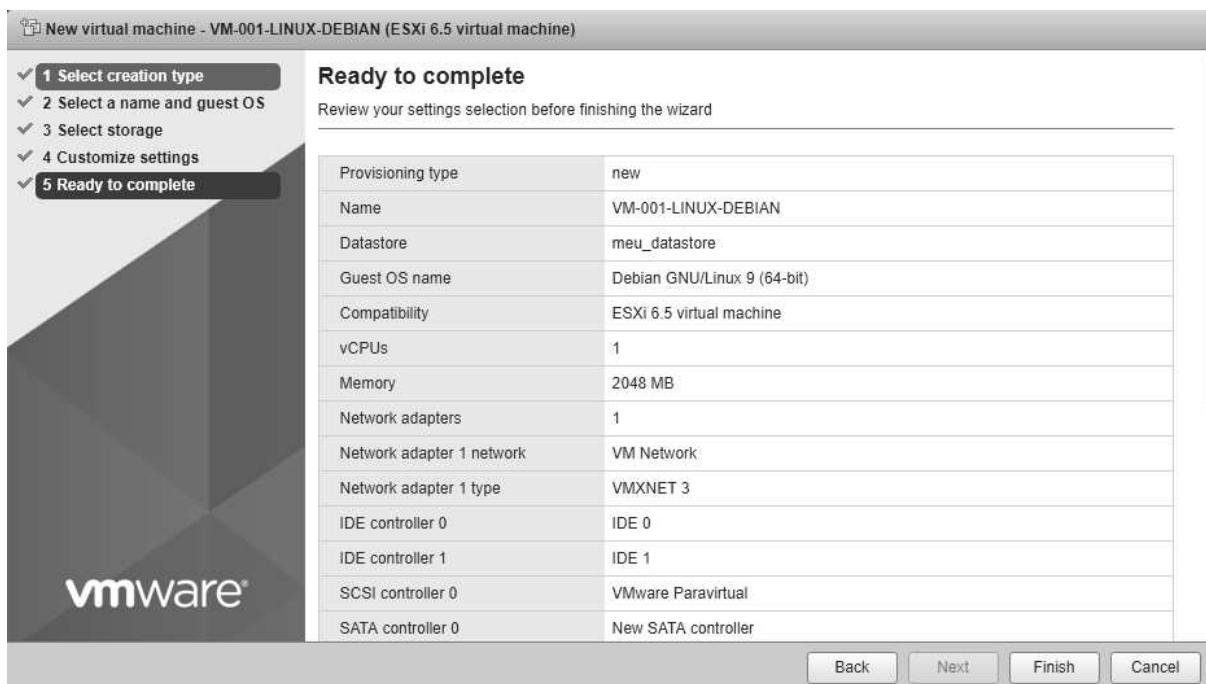 New virtual machine - VM-001-LINUX-DEBIAN (ESXi 6.5 virtual machine)
1 Select creation type
2 Select a name and guest OS
3 Select storage
4 Customize settings
5 Ready to complete
vmware®
Ready to complete
Review your settings selection before finishing the wizard
Provisioning type new
Name VM-001-LINUX-DEBIAN
Datastore meu_datastore
Guest OS name Debian GNU/Linux 9 (64-bit)
Compatibility ESXi 6.5 virtual machine
vCPUs 1
Memory 2048 MB
Network adapters 1
Network adapter 1 network VM Network
Network adapter 1 type VMXNET 3
IDE controller 0 IDE 0
IDE controller 1 IDE 1
SCSI controller 0 VMware Paravirtual
SATA controller 0 New SATA controller
Back Next Finish Cancel